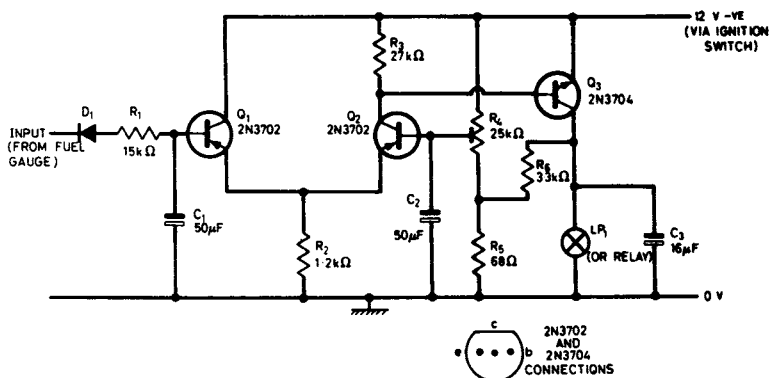 12 V -VE
(VIA IGNITION
SWITCH)
R3
27kΩ
Q3
2N3704
D1
R1
15kΩ
Q1
2N3702
Q2
2N3702
R4
25kΩ
INPUT
(FROM FUEL
GAUGE)
R6
3.3kΩ
C1
50µF
C2
50µF
R2
1·2kΩ
R5
68Ω
LP1
(OR RELAY)
C3
16µF
0 V
c
e
b
2N3702
AND
2N3704
CONNECTIONS